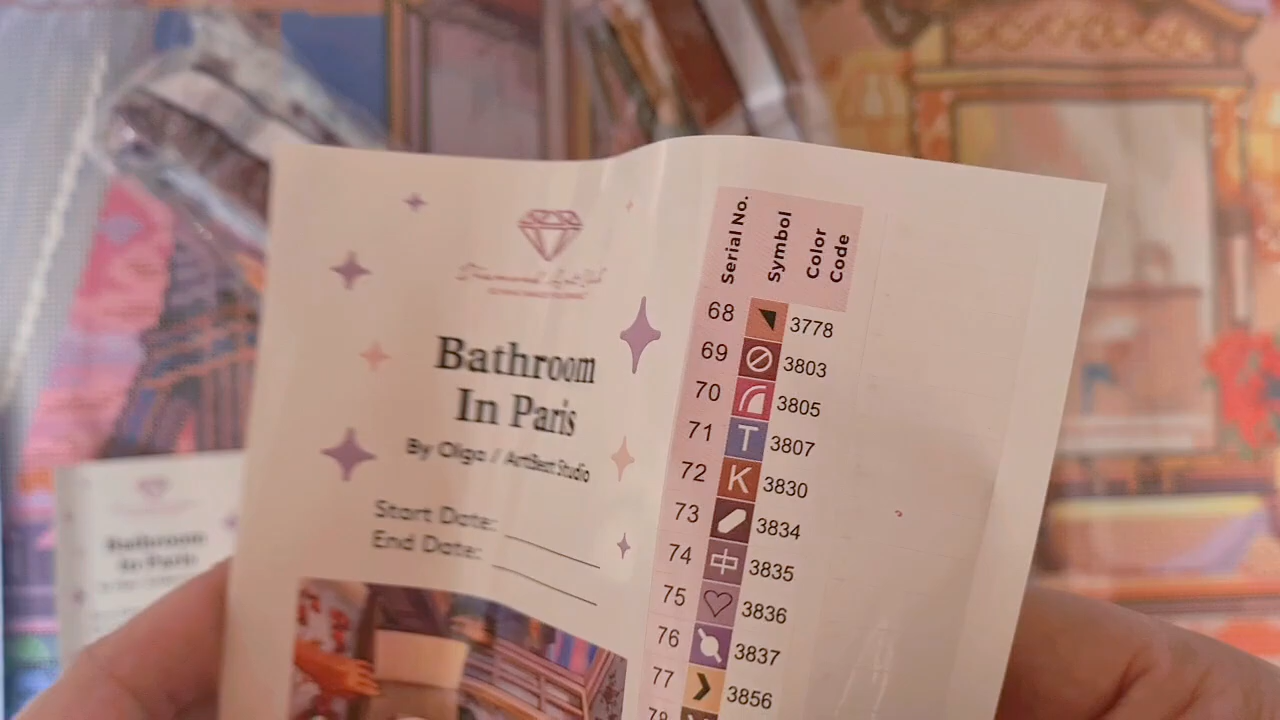 Bathroom
In Paris
By Olga / ArtBentStudio
Start Date:
End Date:
Serial No. Symbol Color Code
68 3778
69 3803
70 3805
71 T 3807
72 K 3830
73 3834
74 中 3835
75 3836
76 3837
77 3856
78
Bathroom
In Paris